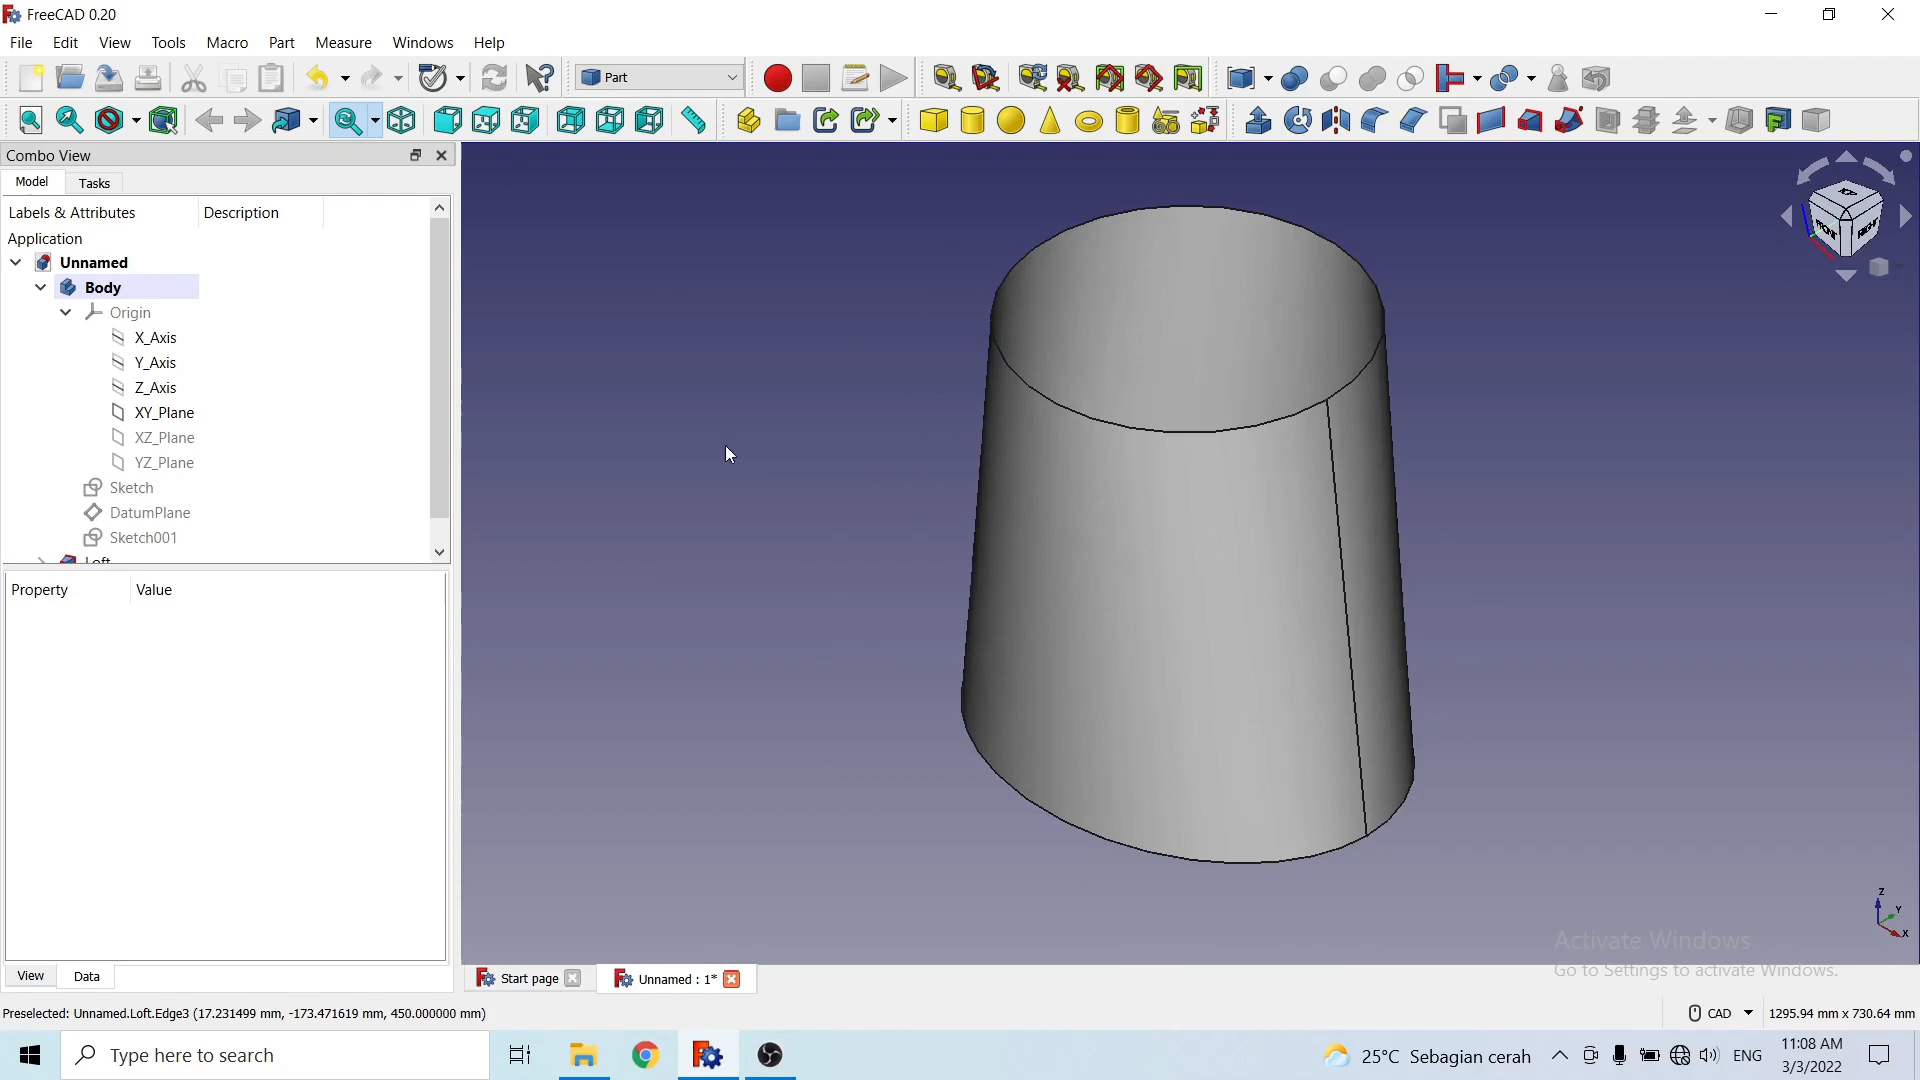 FreeCAD 0.20
File Edit View Tools Macro Part Measure Windows Help
Part
Combo View
Model Tasks
Labels & Attributes Description
Application
Unnamed
Body
Origin
X_Axis
Y_Axis
Z_Axis
XY_Plane
XZ_Plane
YZ_Plane
Sketch
DatumPlane
Sketch001
Loft
Property Value
TOP
FRONT
RIGHT
Z
Y
X
Activate Windows
Go to Settings to activate Windows.
View Data
Start page Unnamed : 1*
Preselected: Unnamed.Loft.Edge3 (17.231499 mm, -173.471619 mm, 450.000000 mm)
CAD 1295.94 mm x 730.64 mm
Type here to search
25°C Sebagian cerah
ENG
11:08 AM
3/3/2022